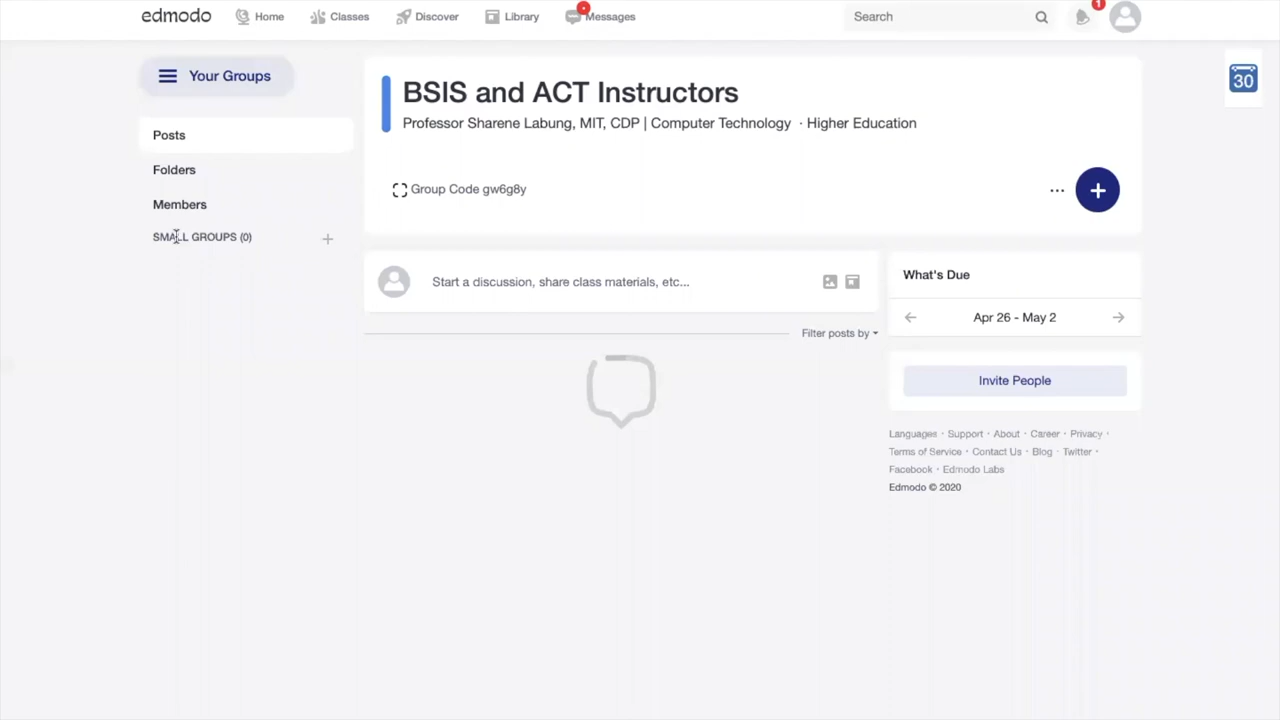 edmodo Home Classes Discover Library Messages Search 1
30
Your Groups
Posts
Folders
Members
SMALL GROUPS (0)
BSIS and ACT Instructors
Professor Sharene Labung, MIT, CDP | Computer Technology · Higher Education
Group Code gw6g8y
Start a discussion, share class materials, etc...
Filter posts by
What's Due
Apr 26 - May 2
Invite People
Languages · Support · About · Career · Privacy ·
Terms of Service · Contact Us · Blog · Twitter ·
Facebook · Edmodo Labs
Edmodo © 2020